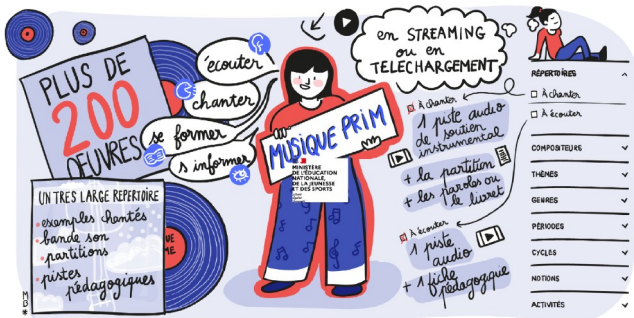 PLUS DE
200
ŒUVRES
écouter
chanter
se former
s informer
UN TRES LARGE REPERTOIRE
exemples chantés
bande son
partitions
pistes
pédagogiques
MUSIQUE PRIM
MINISTÈRE
DE L'ÉDUCATION
NATIONALE,
DE LA JEUNESSE
ET DES SPORTS
en STREAMING
ou en
TELECHARGEMENT
À chanter
1 piste audio
de soutien
instrumental
+ la partition
+ les paroles ou
le livret
À écouter
1 piste
audio
+ 1 fiche
pédagogique
RÉPERTOIRES
À chanter
À écouter
COMPOSITEURS
THÈMES
GENRES
PÉRIODES
CYCLES
NOTIONS
ACTIVITÉS